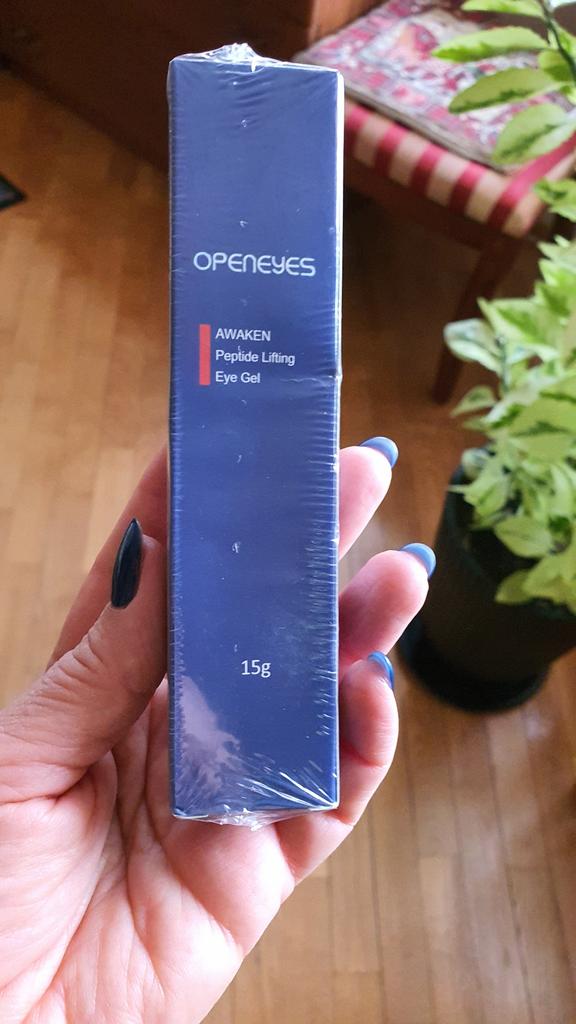 OPENEYES
AWAKEN
Peptide Lifting
Eye Gel
15g